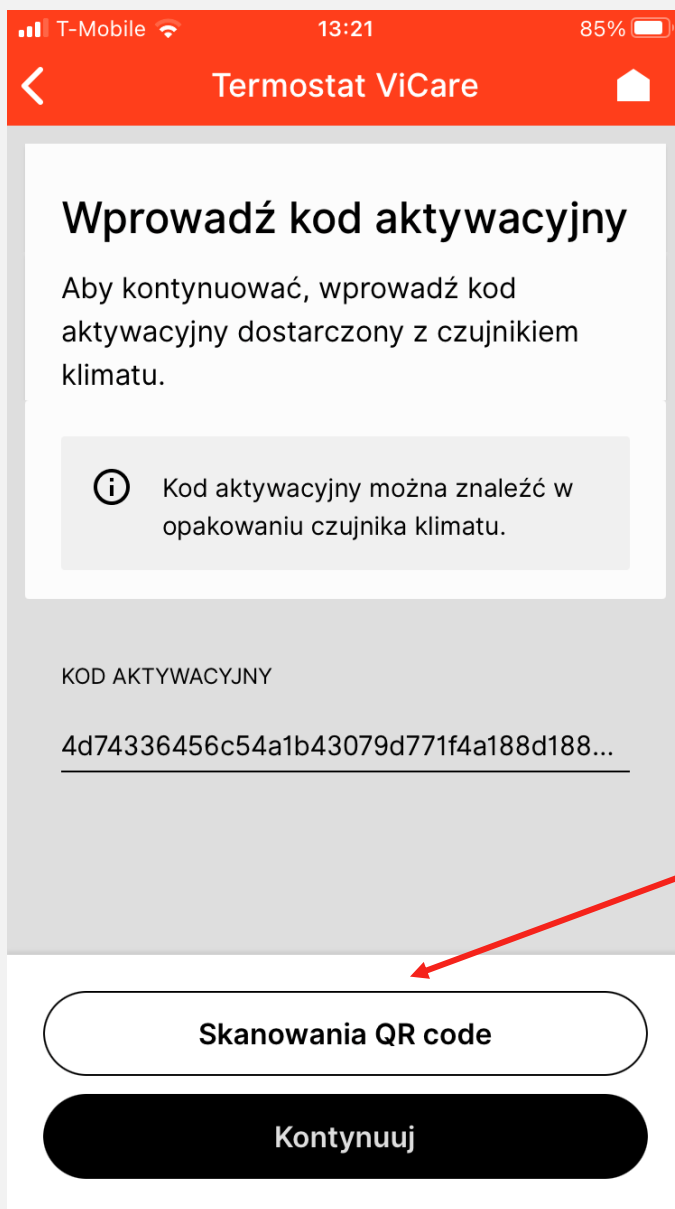 T-Mobile 13:21 85%
Termostat ViCare
Wprowadź kod aktywacyjny
Aby kontynuować, wprowadź kod
aktywacyjny dostarczony z czujnikiem
klimatu.
Kod aktywacyjny można znaleźć w
opakowaniu czujnika klimatu.
KOD AKTYWACYJNY
4d74336456c54a1b43079d771f4a188d188...
Skanowania QR code
Kontynuuj